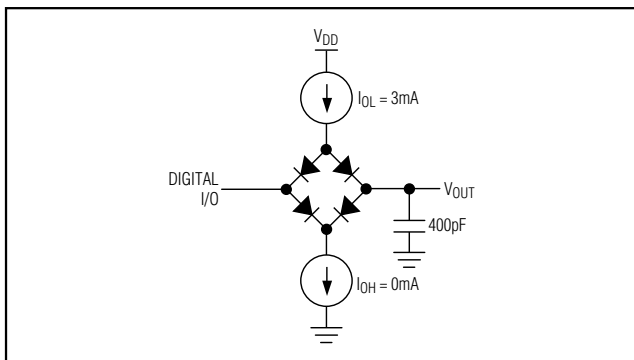 VDD
IOL = 3mA
DIGITAL
I/O
VOUT
400pF
IOH = 0mA